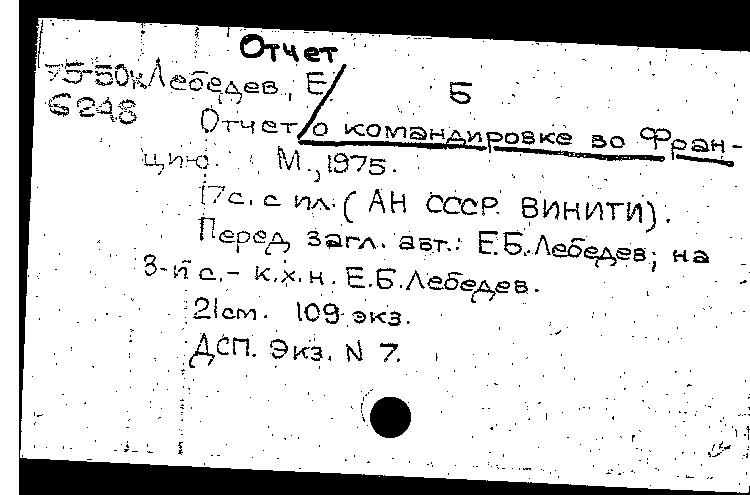 Отчет
75-50к Лебедев, Е. Б
6248
Отчет о командировке во Фран-
цию. М., 1975.
17с. с ил. (АН СССР. ВИНИТИ).
Перед загл. авт.: Е.Б.Лебедев; на
3-й с. - к.х.н. Е.Б.Лебедев.
21см. 109 экз.
ДСП. Экз. N 7.